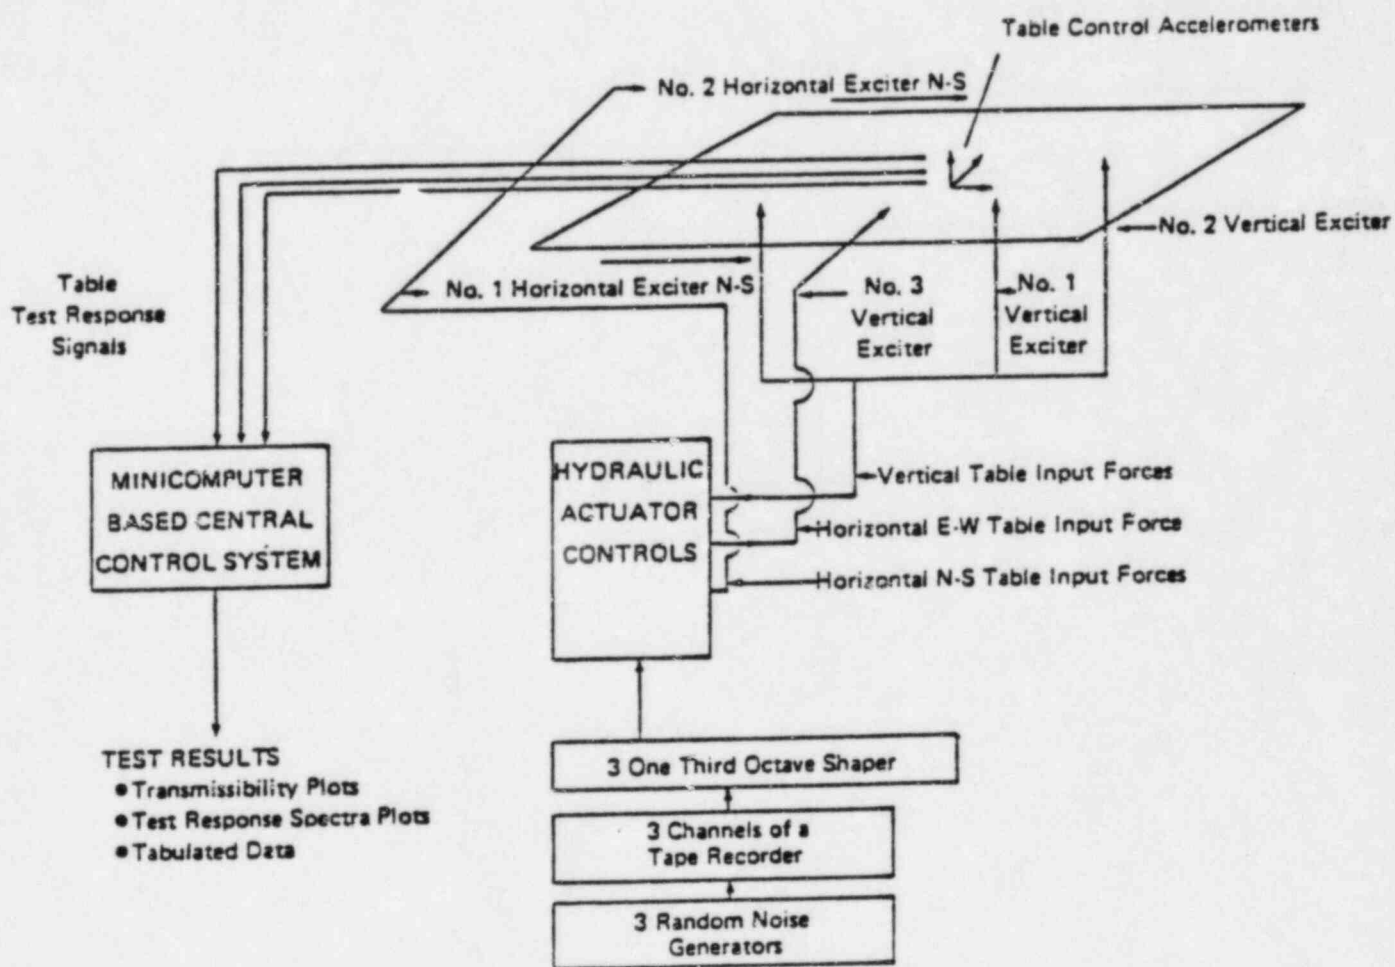 Table Control Accelerometers
No. 2 Horizontal Exciter N-S
No. 2 Vertical Exciter
No. 1 Horizontal Exciter N-S
No. 3
Vertical
Exciter
No. 1
Vertical
Exciter
Table
Test Response
Signals
MINICOMPUTER
BASED CENTRAL
CONTROL SYSTEM
HYDRAULIC
ACTUATOR
CONTROLS
Vertical Table Input Forces
Horizontal E-W Table Input Force
Horizontal N-S Table Input Forces
TEST RESULTS
● Transmissibility Plots
● Test Response Spectra Plots
● Tabulated Data
3 One Third Octave Shaper
3 Channels of a
Tape Recorder
3 Random Noise
Generators